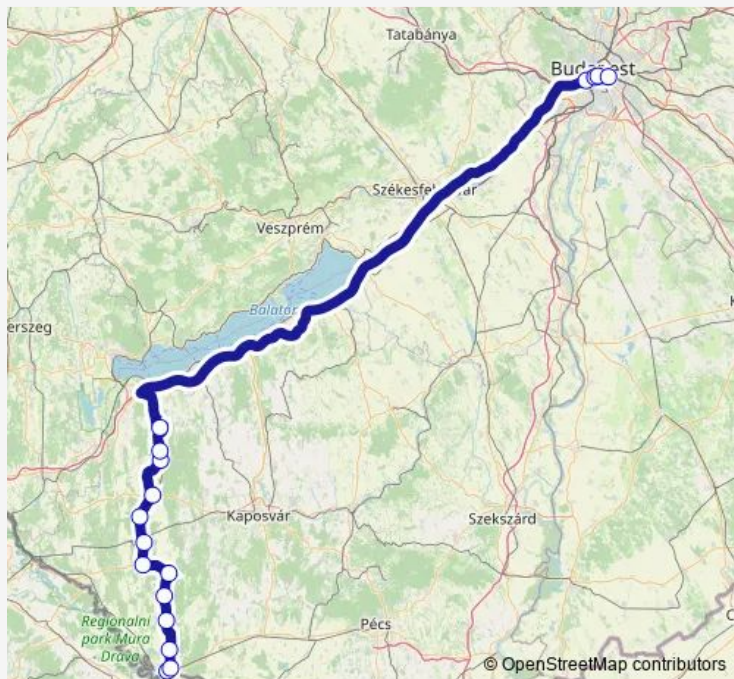 Tatabánya
Budapest
Székesfehérvár
Veszprém
Balaton
erszeg
K
Kaposvár
Szekszárd
Regionalni
park Mura
- Drava
Pécs
© OpenStreetMap contributors